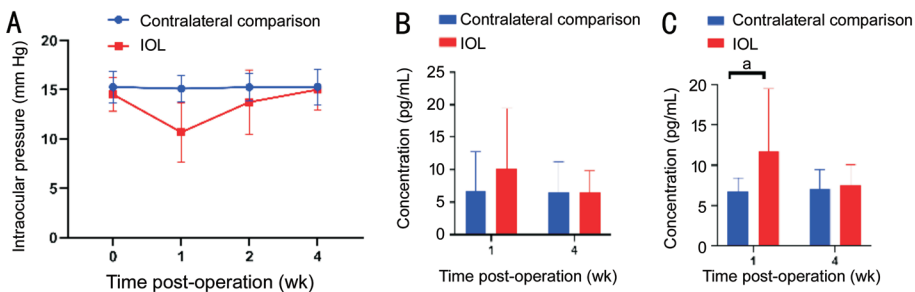 A
Contralateral comparison
IOL
Intraocular pressure (mm Hg)
20
15
10
5
0
0
1
2
4
Time post-operation (wk)
B
Contralateral comparison
IOL
Concentration (pg/mL)
25
20
15
10
5
0
1
4
Time post-operation (wk)
C
Contralateral comparison
IOL
a
Concentration (pg/mL)
20
15
10
5
0
1
4
Time post-operation (wk)